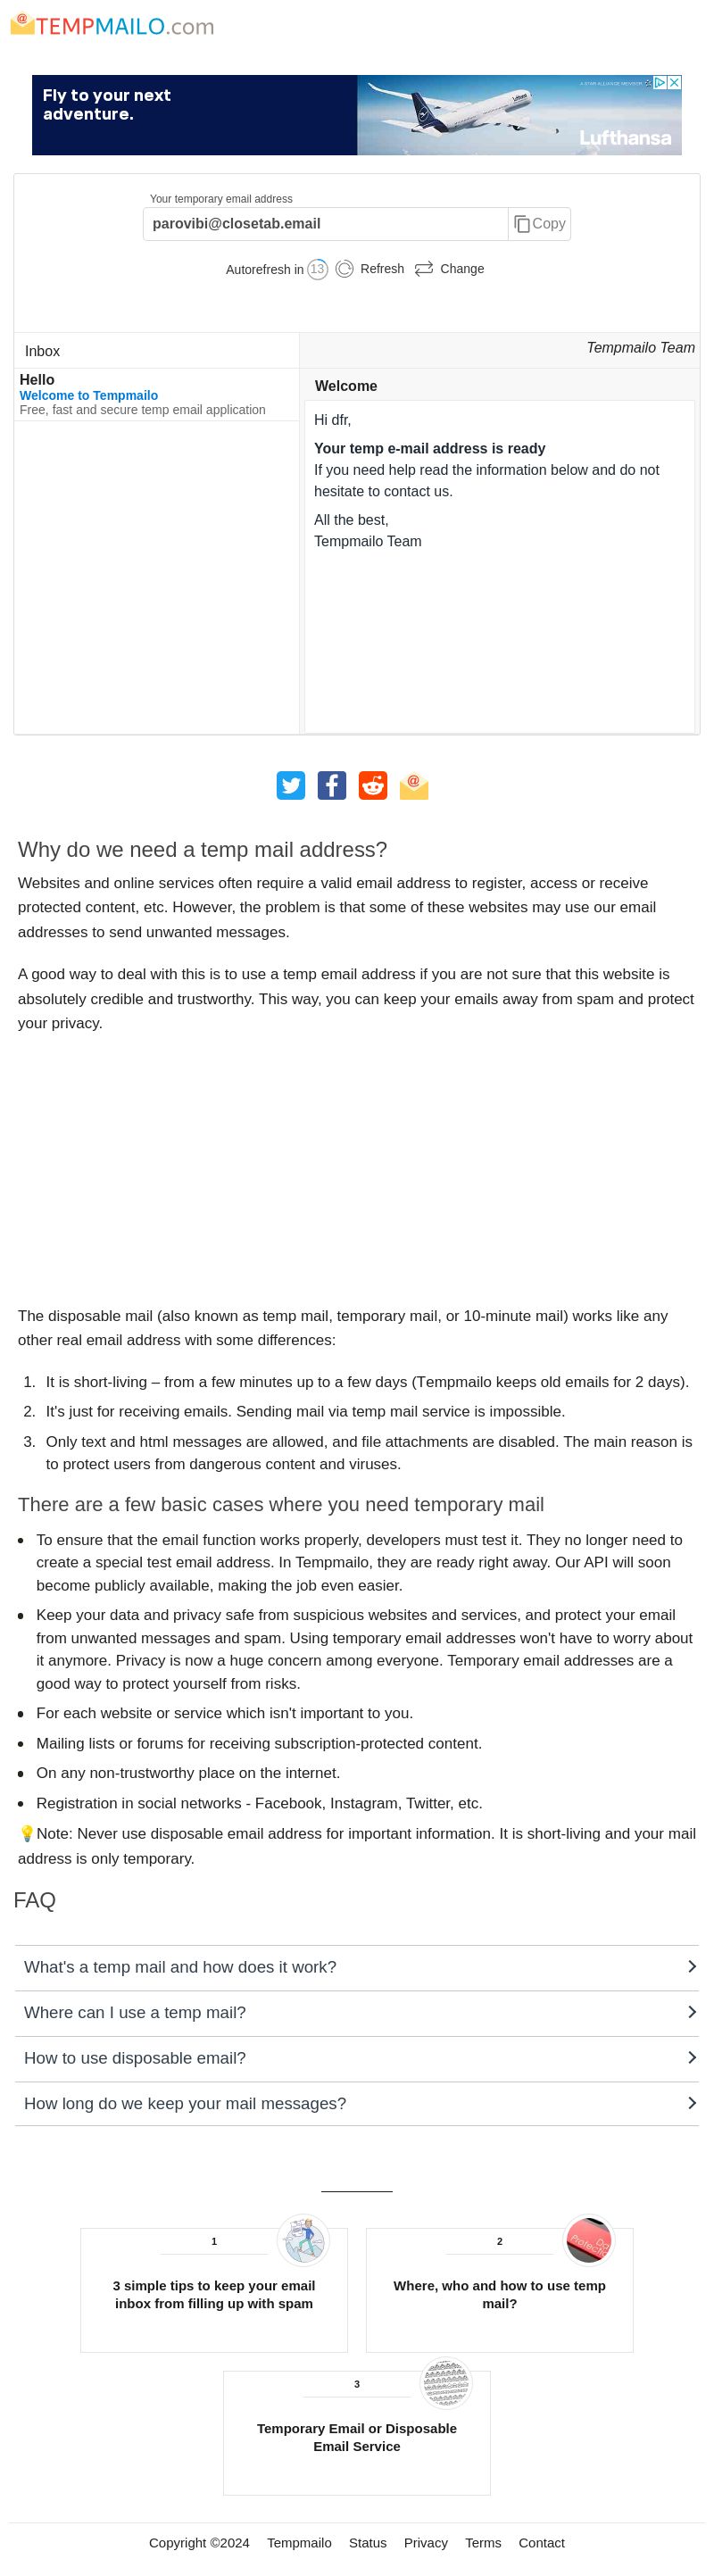 TEMPMAILO.com
Fly to your next
adventure.
A STAR ALLIANCE MEMBER
Lufthansa
Your temporary email address
parovibi@closetab.email
Copy
Autorefresh in 13 Refresh Change
Inbox
Tempmailo Team
Hello
Welcome to Tempmailo
Free, fast and secure temp email application
Welcome
Hi dfr,
Your temp e-mail address is ready
If you need help read the information below and do not
hesitate to contact us.
All the best,
Tempmailo Team
Why do we need a temp mail address?
Websites and online services often require a valid email address to register, access or receive
protected content, etc. However, the problem is that some of these websites may use our email
addresses to send unwanted messages.
A good way to deal with this is to use a temp email address if you are not sure that this website is
absolutely credible and trustworthy. This way, you can keep your emails away from spam and protect
your privacy.
The disposable mail (also known as temp mail, temporary mail, or 10-minute mail) works like any
other real email address with some differences:
1. It is short-living – from a few minutes up to a few days (Tempmailo keeps old emails for 2 days).
2. It's just for receiving emails. Sending mail via temp mail service is impossible.
3. Only text and html messages are allowed, and file attachments are disabled. The main reason is
to protect users from dangerous content and viruses.
There are a few basic cases where you need temporary mail
• To ensure that the email function works properly, developers must test it. They no longer need to
create a special test email address. In Tempmailo, they are ready right away. Our API will soon
become publicly available, making the job even easier.
• Keep your data and privacy safe from suspicious websites and services, and protect your email
from unwanted messages and spam. Using temporary email addresses won't have to worry about
it anymore. Privacy is now a huge concern among everyone. Temporary email addresses are a
good way to protect yourself from risks.
• For each website or service which isn't important to you.
• Mailing lists or forums for receiving subscription-protected content.
• On any non-trustworthy place on the internet.
• Registration in social networks - Facebook, Instagram, Twitter, etc.
💡Note: Never use disposable email address for important information. It is short-living and your mail
address is only temporary.
FAQ
What's a temp mail and how does it work?
Where can I use a temp mail?
How to use disposable email?
How long do we keep your mail messages?
1
3 simple tips to keep your email
inbox from filling up with spam
2
Where, who and how to use temp
mail?
3
Temporary Email or Disposable
Email Service
Copyright ©2024 Tempmailo Status Privacy Terms Contact